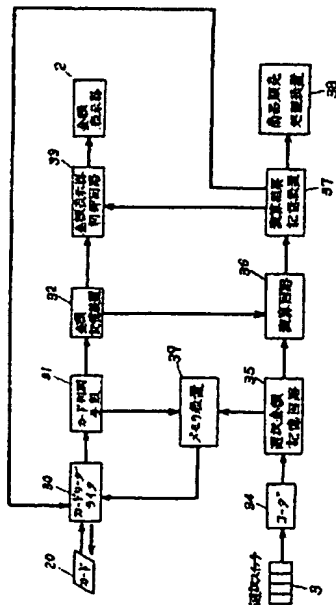 20
カード
30
カードリーダ
ライタ
31
カード判別
手段
32
金額
記憶装置
39
金額表示器
制御回路
2
金額
表示器
メモリ装置
選択スイッチ
3
34
コーダ
35
選択金額
記憶回路
36
演算回路
37
演算結果
記憶装置
38
商品販売
処理装置